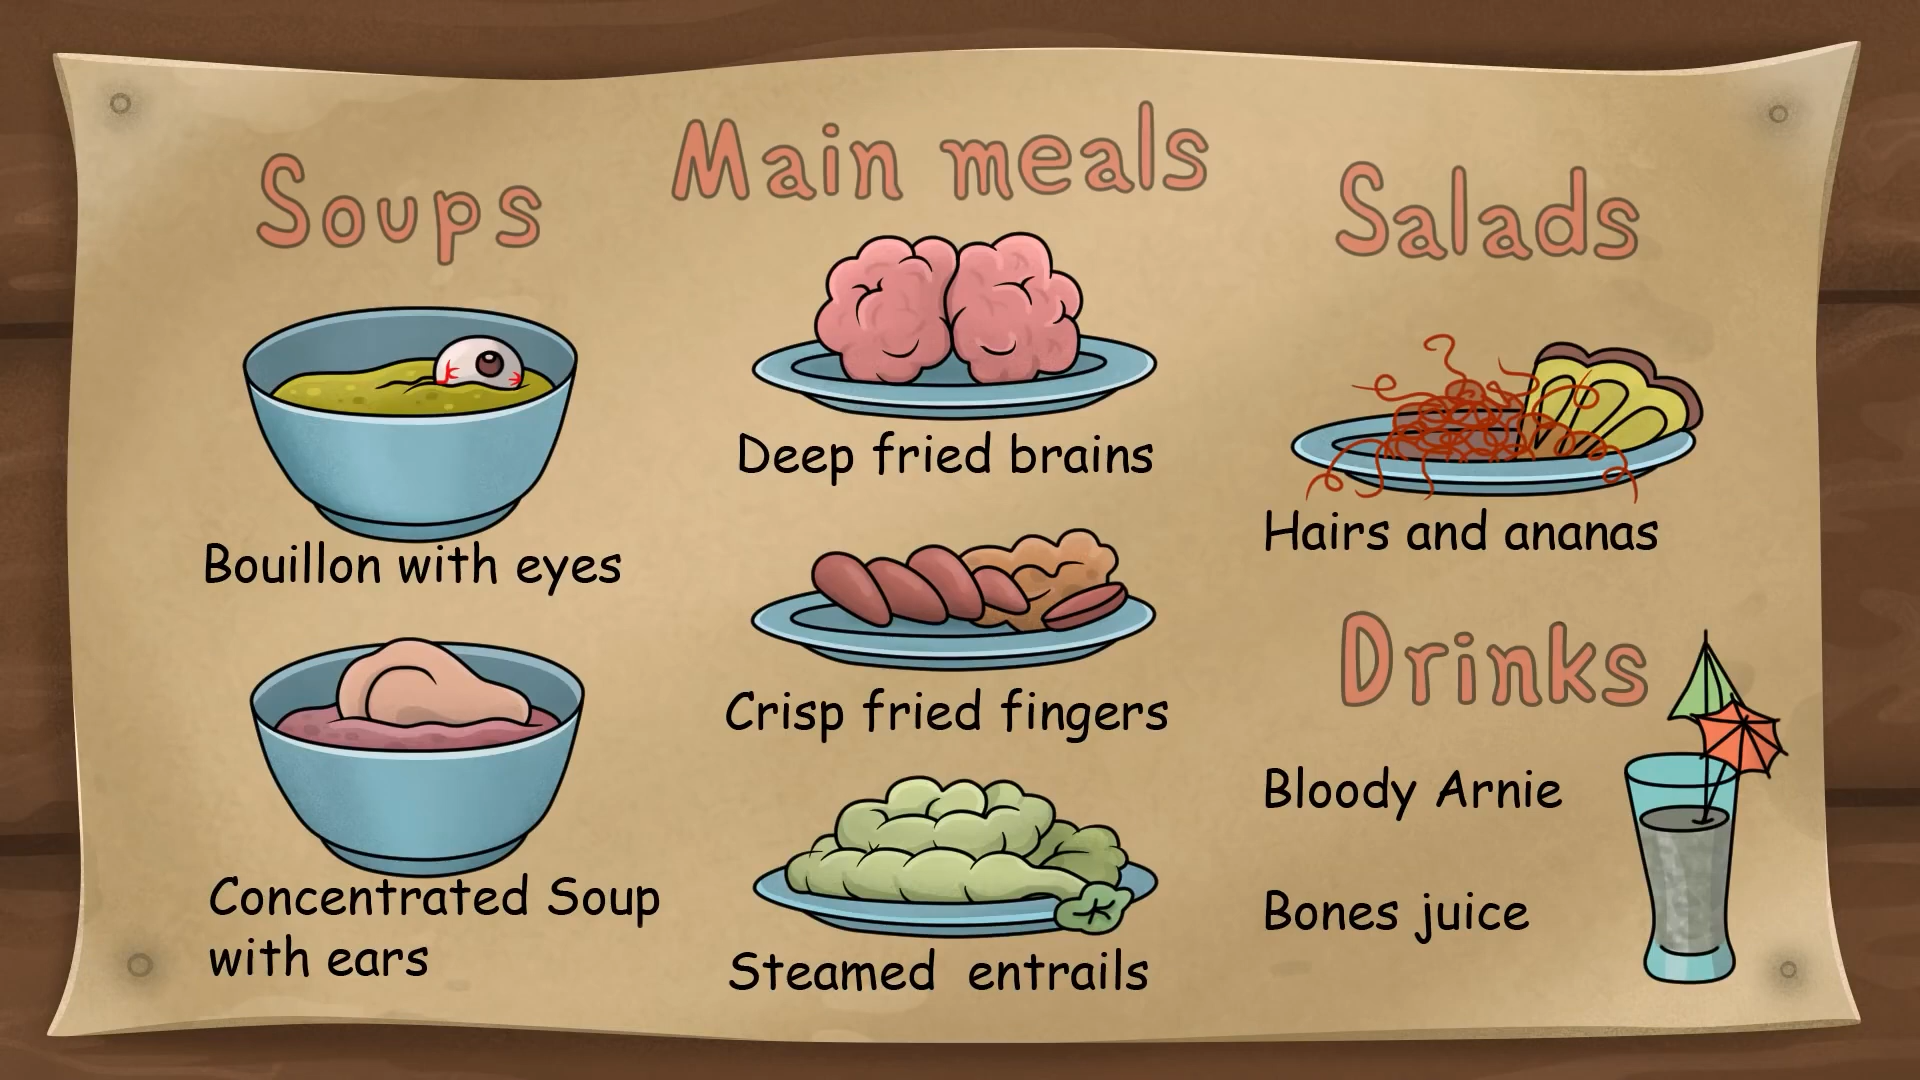 Soups
Bouillon with eyes
Concentrated Soup
with ears
Main meals
Deep fried brains
Crisp fried fingers
Steamed entrails
Salads
Hairs and ananas
Drinks
Bloody Arnie
Bones juice